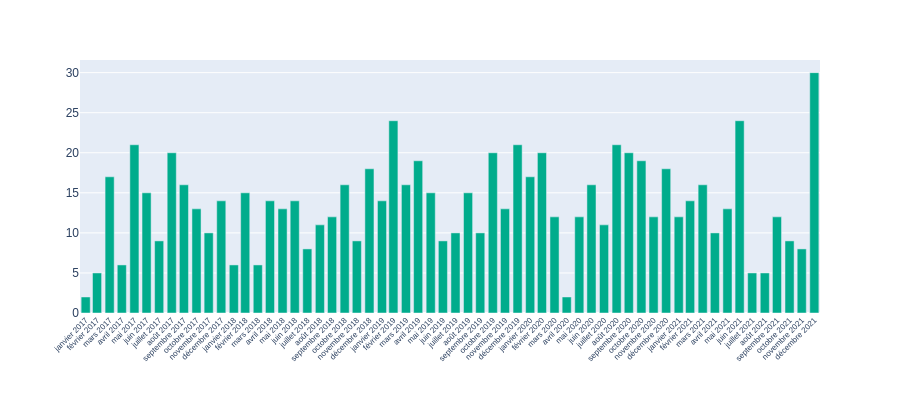 30
25
20
15
10
5
0
janvier 2017
février 2017
mars 2017
avril 2017
mai 2017
juin 2017
juillet 2017
août 2017
septembre 2017
octobre 2017
novembre 2017
décembre 2017
janvier 2018
février 2018
mars 2018
avril 2018
mai 2018
juin 2018
juillet 2018
août 2018
septembre 2018
octobre 2018
novembre 2018
décembre 2018
janvier 2019
février 2019
mars 2019
avril 2019
mai 2019
juin 2019
juillet 2019
août 2019
septembre 2019
octobre 2019
novembre 2019
décembre 2019
janvier 2020
février 2020
mars 2020
avril 2020
mai 2020
juin 2020
juillet 2020
août 2020
septembre 2020
octobre 2020
novembre 2020
décembre 2020
janvier 2021
février 2021
mars 2021
avril 2021
mai 2021
juin 2021
juillet 2021
août 2021
septembre 2021
octobre 2021
novembre 2021
décembre 2021